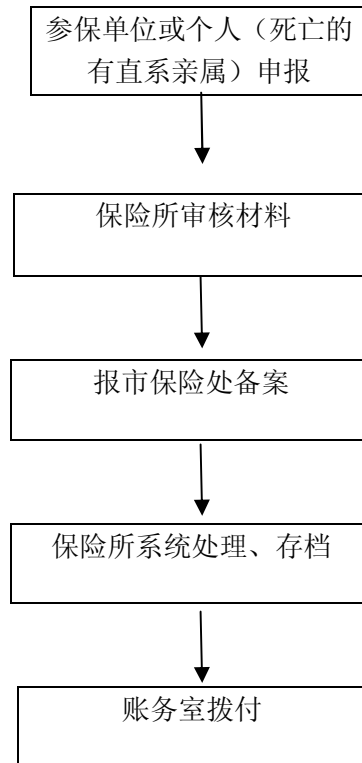 参保单位或个人（死亡的
有直系亲属）申报
保险所审核材料
报市保险处备案
保险所系统处理、存档
账务室拨付